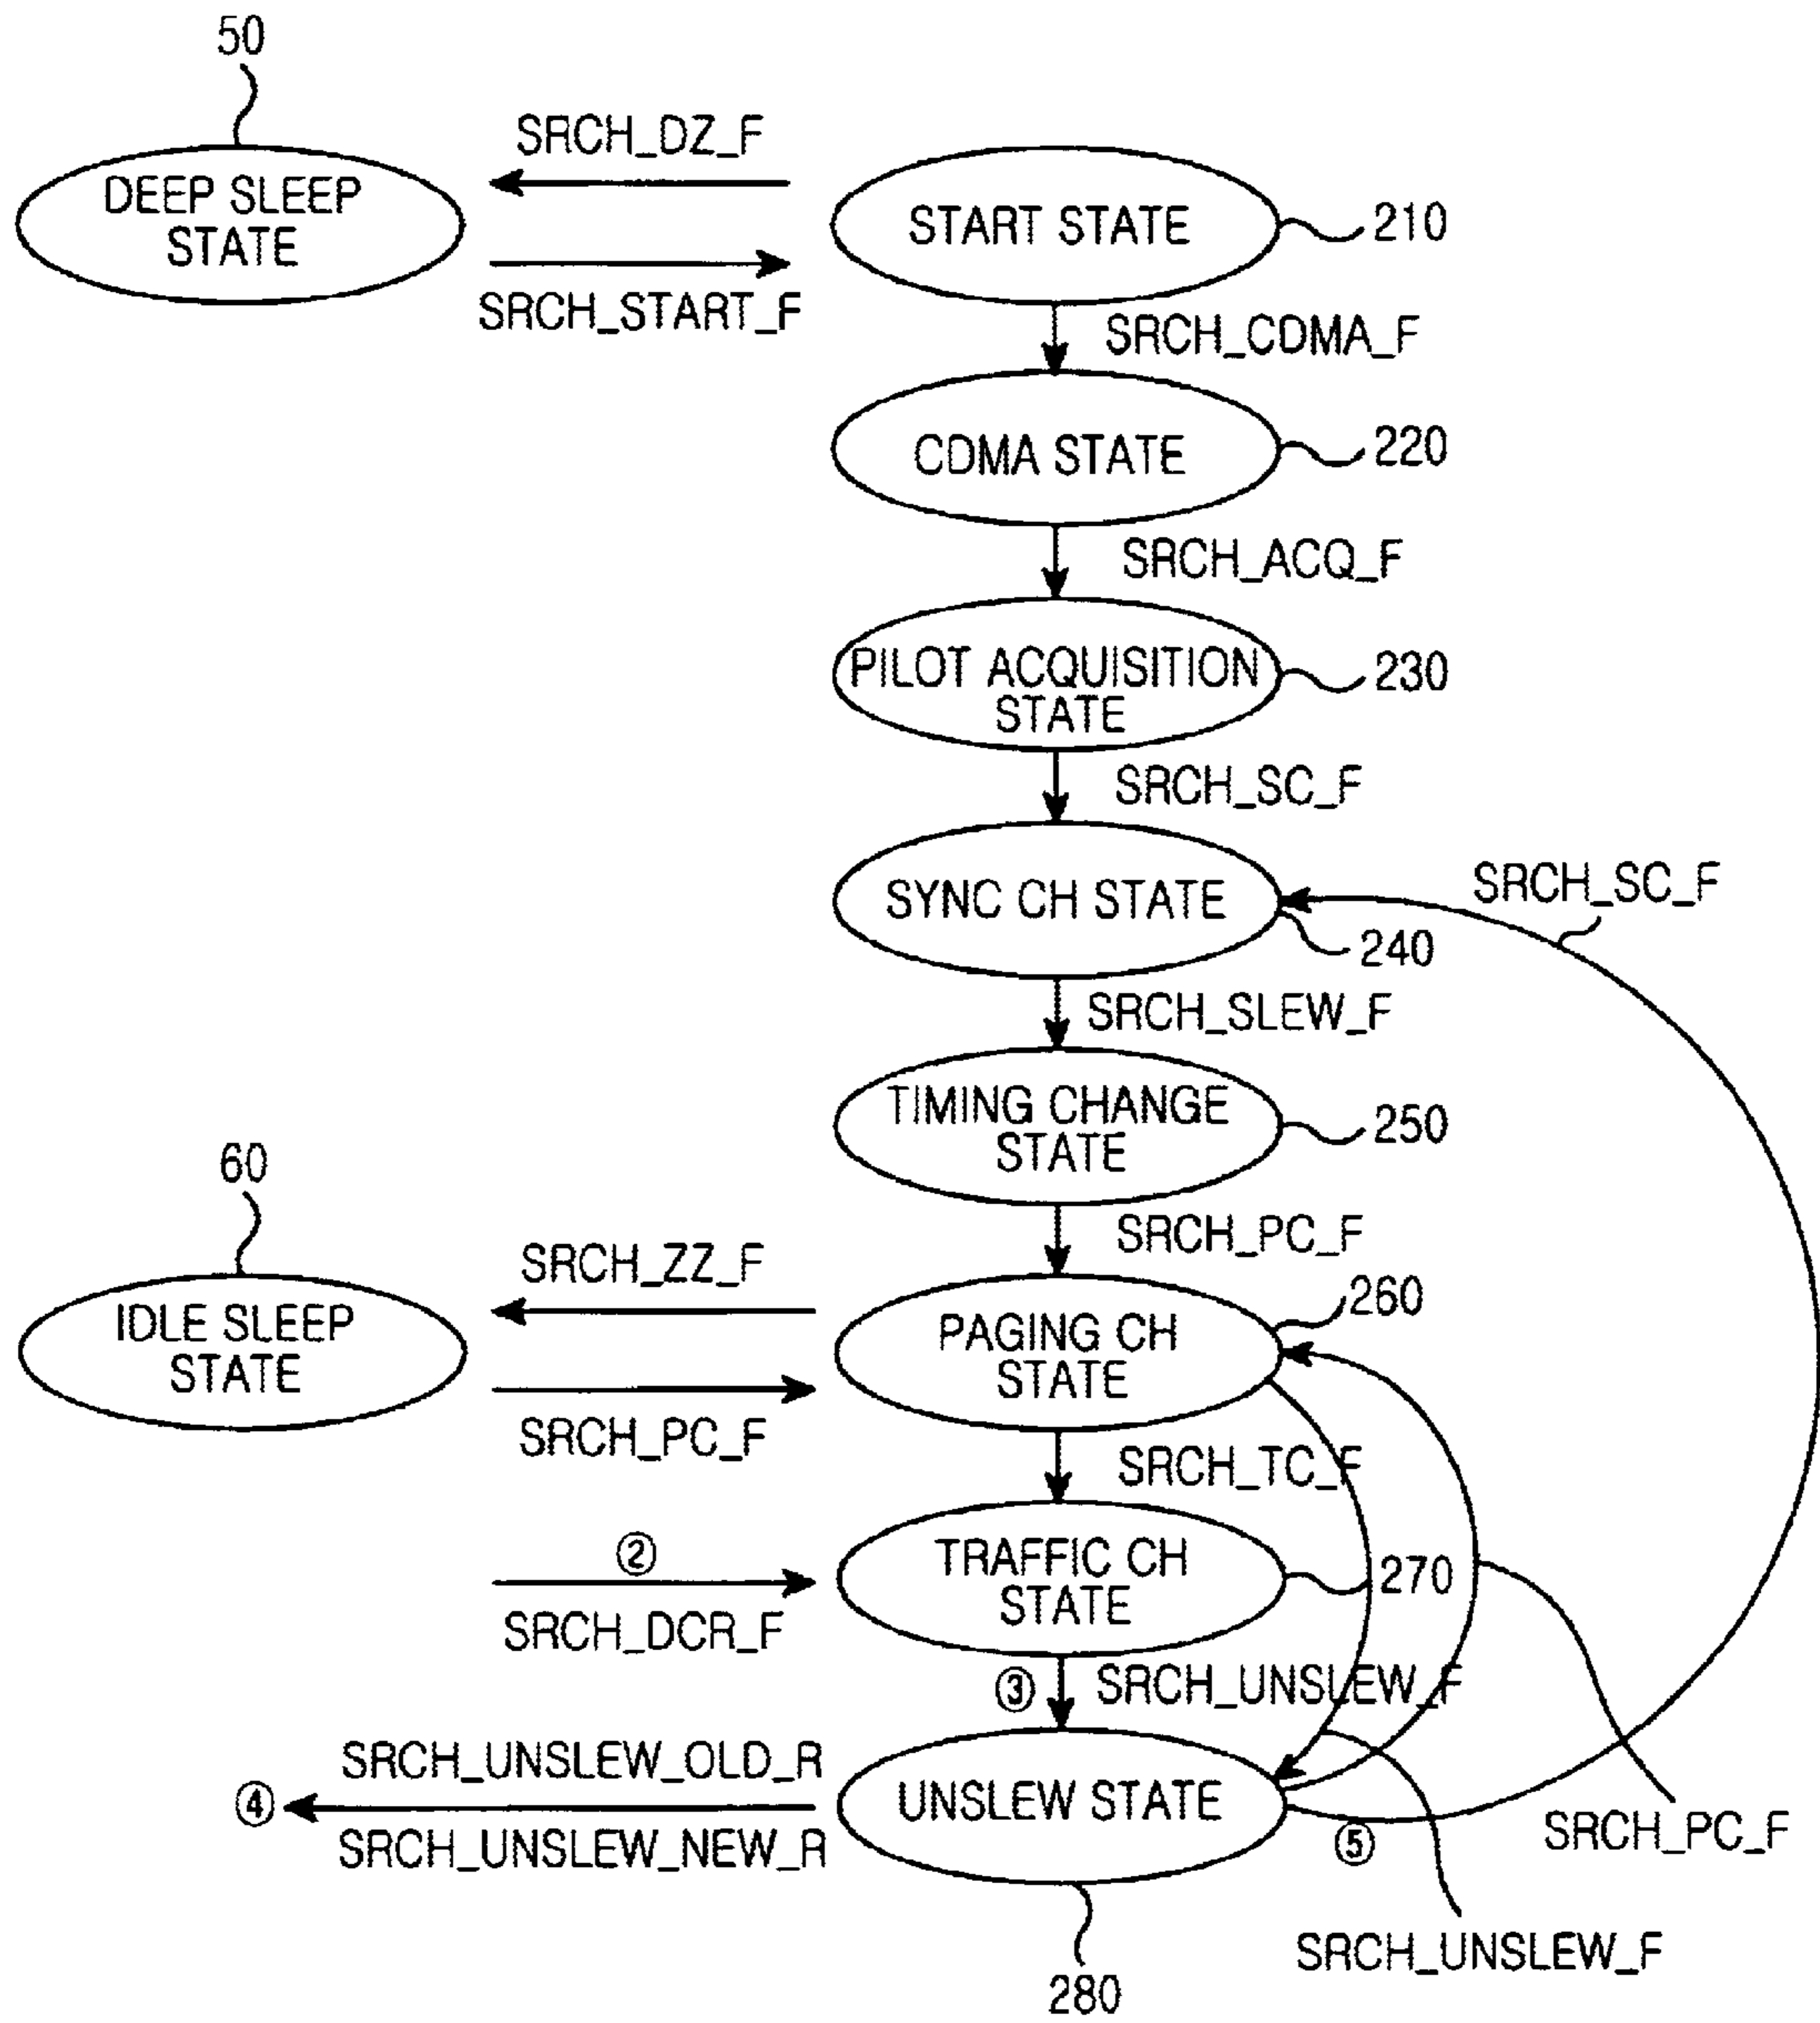 50
SRCH_DZ_F
DEEP SLEEP
STATE
START STATE
210
SRCH_START_F
SRCH_CDMA_F
CDMA STATE
220
SRCH_ACQ_F
PILOT ACQUISITION
STATE
230
SRCH_SC_F
SYNC CH STATE
SRCH_SC_F
240
SRCH_SLEW_F
TIMING CHANGE
STATE
250
60
SRCH_PC_F
SRCH_ZZ_F
260
IDLE SLEEP
STATE
PAGING CH
STATE
SRCH_PC_F
SRCH_TC_F
②
TRAFFIC CH
STATE
270
SRCH_DCR_F
③
SRCH_UNSLEW_F
SRCH_UNSLEW_OLD_R
④
UNSLEW STATE
SRCH_UNSLEW_NEW_R
⑤
SRCH_PC_F
SRCH_UNSLEW_F
280